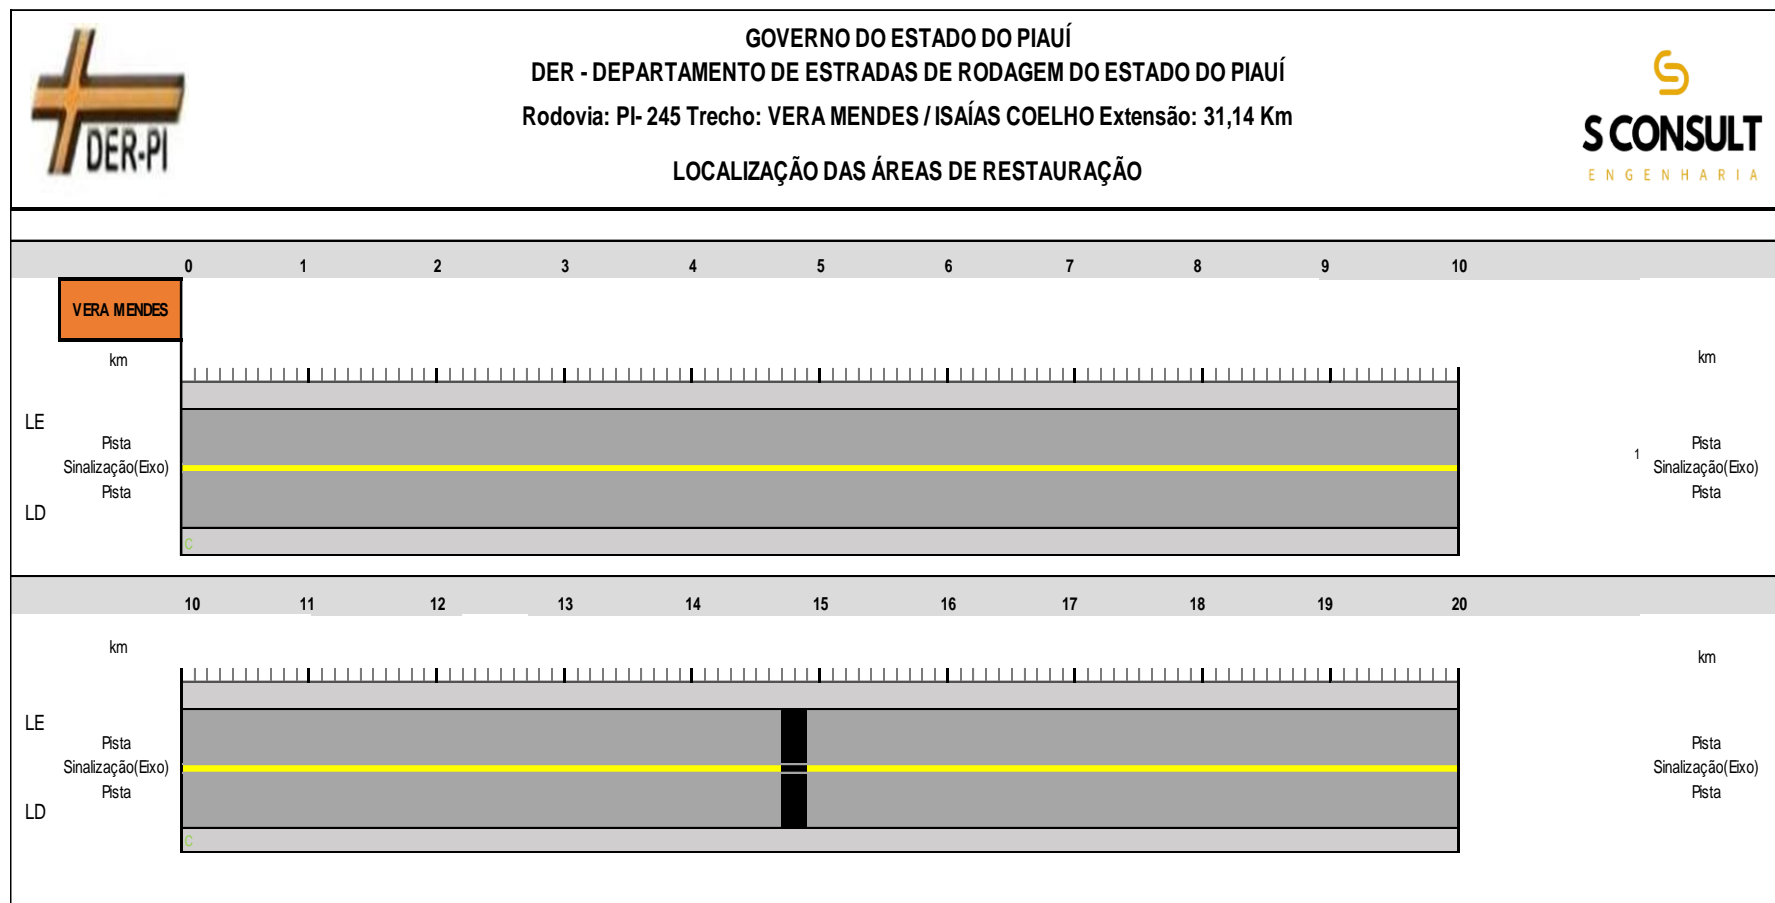 GOVERNO DO ESTADO DO PIAUÍ
DER - DEPARTAMENTO DE ESTRADAS DE RODAGEM DO ESTADO DO PIAUÍ
Rodovia: PI- 245 Trecho: VERA MENDES / ISAÍAS COELHO Extensão: 31,14 Km
LOCALIZAÇÃO DAS ÁREAS DE RESTAURAÇÃO
DER-PI
S CONSULT
ENGENHARIA
0 1 2 3 4 5 6 7 8 9 10
VERA MENDES
km km
LE
Pista Pista
Sinalização(Eixo) 1 Sinalização(Eixo)
Pista Pista
LD
C
10 11 12 13 14 15 16 17 18 19 20
km km
LE
Pista Pista
Sinalização(Eixo) Sinalização(Eixo)
Pista Pista
LD
C